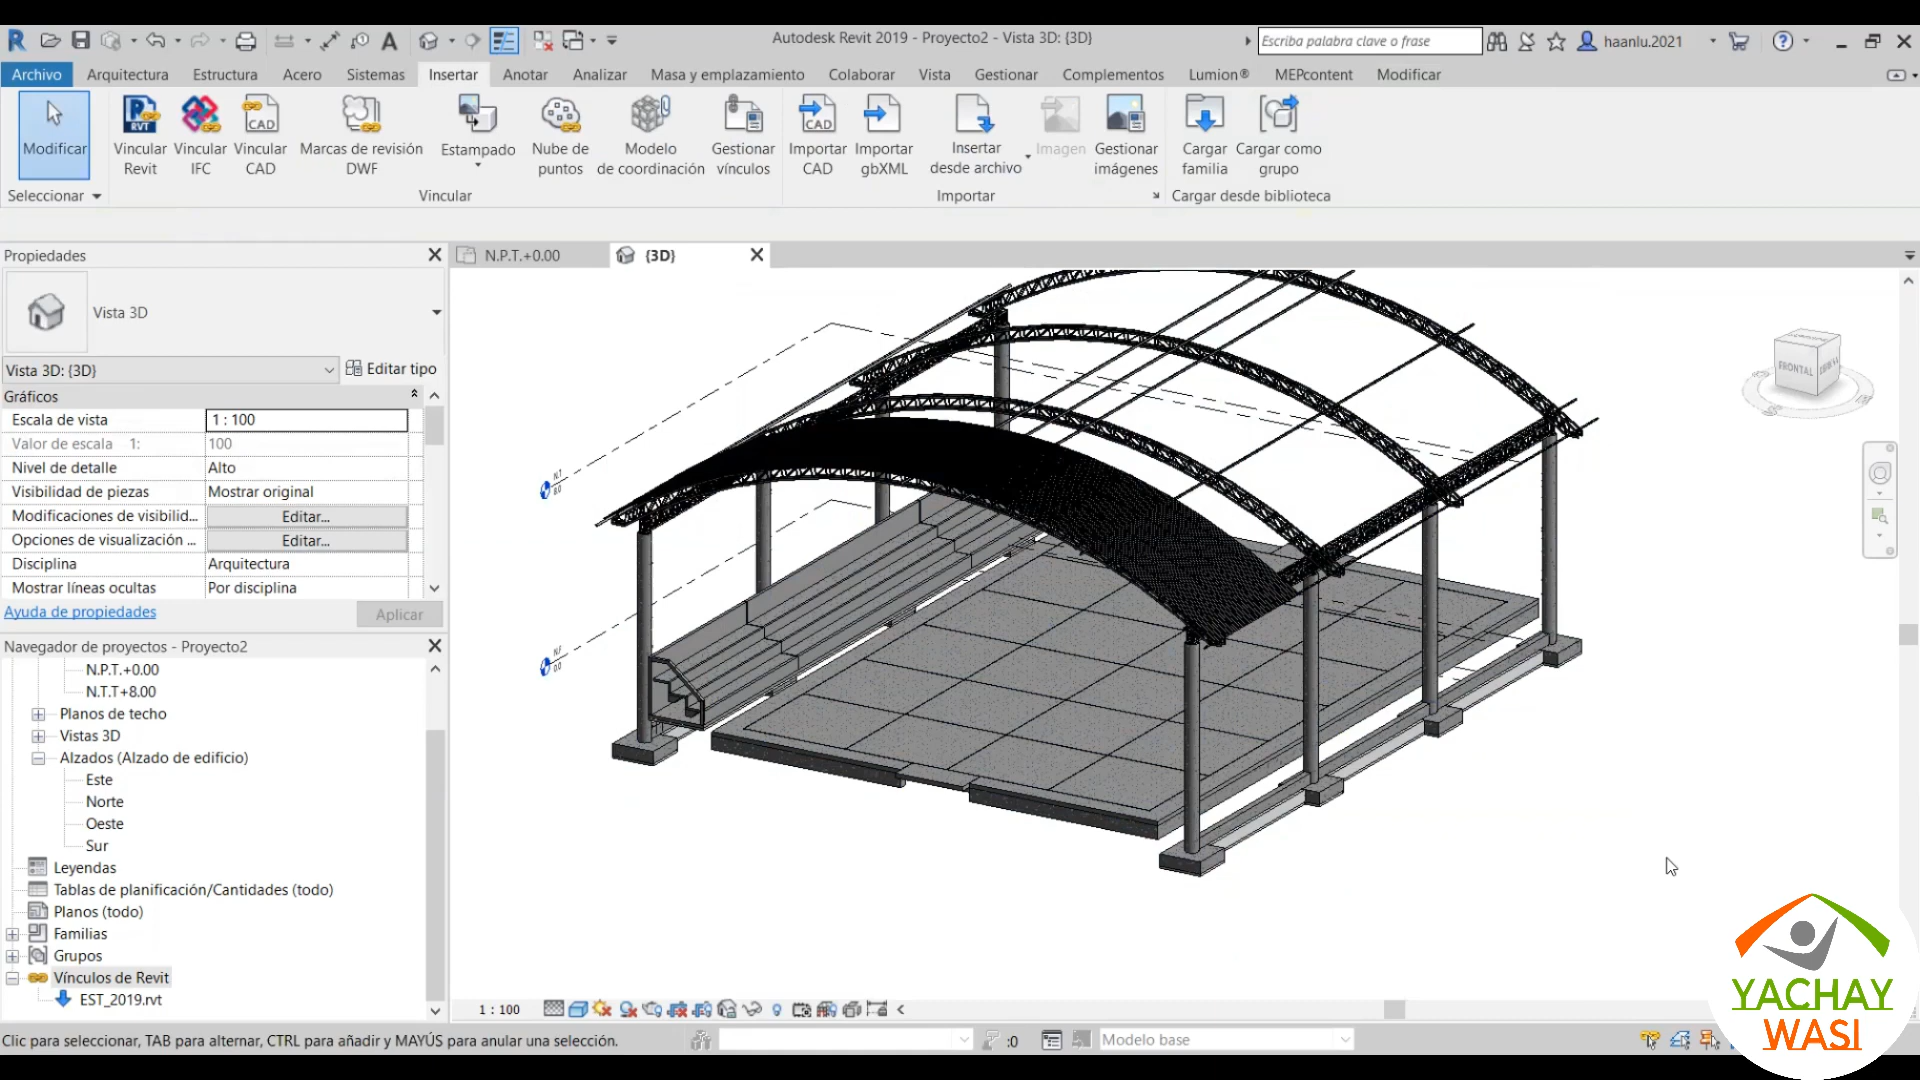 Autodesk Revit 2019 - Proyecto2 - Vista 3D: {3D}
Escriba palabra clave o frase
haanlu.2021
Archivo Arquitectura Estructura Acero Sistemas Insertar Anotar Analizar Masa y emplazamiento Colaborar Vista Gestionar Complementos Lumion® MEPcontent Modificar
Modificar
Vincular Revit
Vincular IFC
Vincular CAD
Marcas de revisión DWF
Estampado
Nube de puntos
Modelo de coordinación
Gestionar vínculos
Importar CAD
Importar gbXML
Insertar desde archivo
Imagen
Gestionar imágenes
Cargar familia
Cargar como grupo
Seleccionar
Vincular
Importar
Cargar desde biblioteca
Propiedades
N.P.T.+0.00
{3D}
Vista 3D
Vista 3D: {3D}
Editar tipo
Gráficos
Escala de vista 1 : 100
Valor de escala 1: 100
Nivel de detalle Alto
Visibilidad de piezas Mostrar original
Modificaciones de visibilid... Editar...
Opciones de visualización ... Editar...
Disciplina Arquitectura
Mostrar líneas ocultas Por disciplina
Ayuda de propiedades
Aplicar
FRONTAL
Navegador de proyectos - Proyecto2
N.P.T.+0.00
N.T.T+8.00
Planos de techo
Vistas 3D
Alzados (Alzado de edificio)
Este
Norte
Oeste
Sur
Leyendas
Tablas de planificación/Cantidades (todo)
Planos (todo)
Familias
Grupos
Vínculos de Revit
EST_2019.rvt
1 : 100
Clic para seleccionar, TAB para alternar, CTRL para añadir y MAYÚS para anular una selección.
:0
Modelo base
YACHAY
WASI